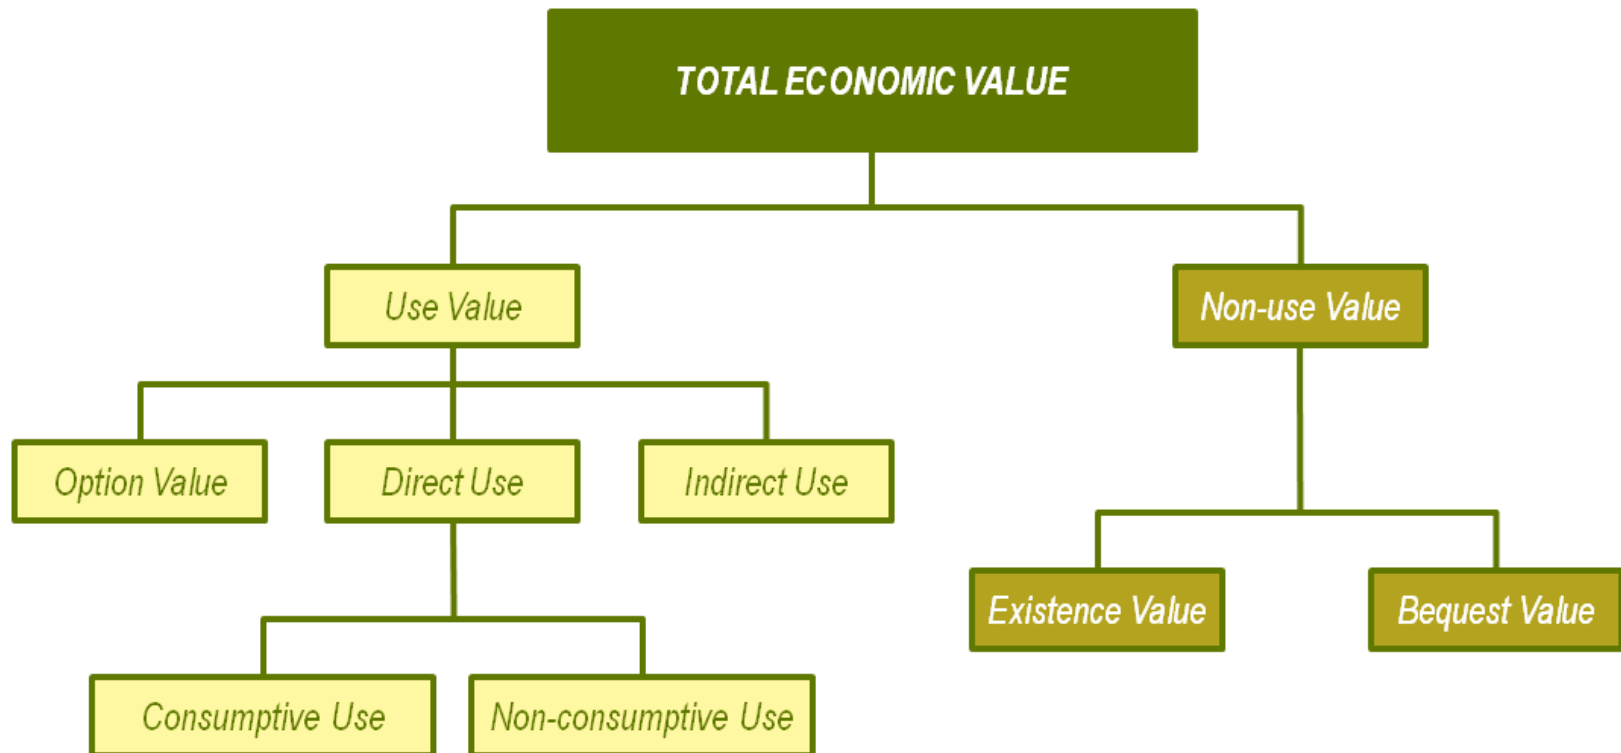 TOTAL ECONOMIC VALUE
Use Value
Non-use Value
Option Value
Direct Use
Indirect Use
Existence Value
Bequest Value
Consumptive Use
Non-consumptive Use